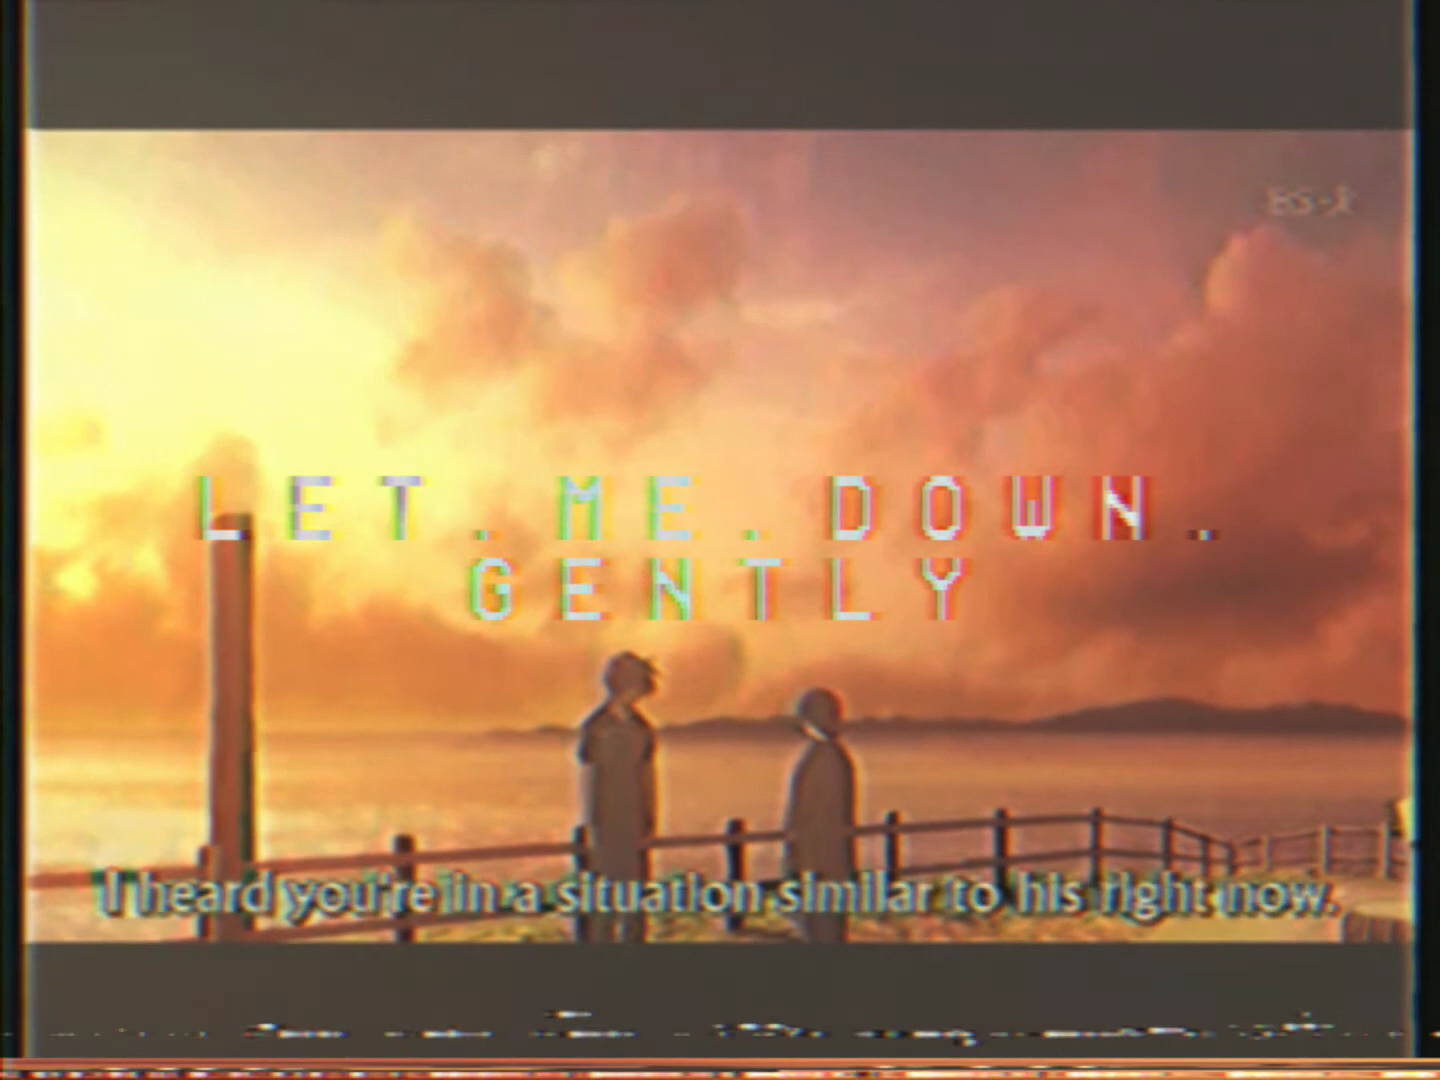 LET.ME.DOWN.
GENTLY
I heard you're in a situation similar to his right now.